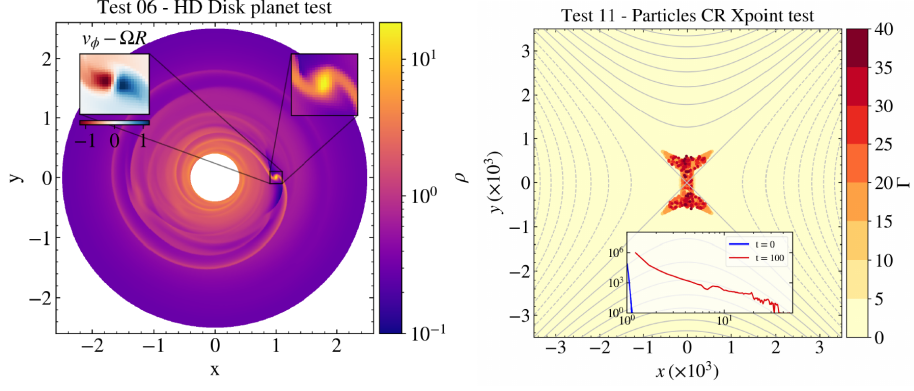 Test 06 - HD Disk planet test
v_ϕ − ΩR
−1 0 1
2
1
0
−1
−2
y
−2 −1 0 1 2
x
10^1
10^0
10^−1
ρ
Test 11 - Particles CR Xpoint test
3
2
1
0
−1
−2
−3
y (×10^3)
−3 −2 −1 0 1 2 3
x (×10^3)
10^6
10^3
10^0
10^0 10^1
t = 0
t = 100
40
35
30
25
20
15
10
5
0
Γ